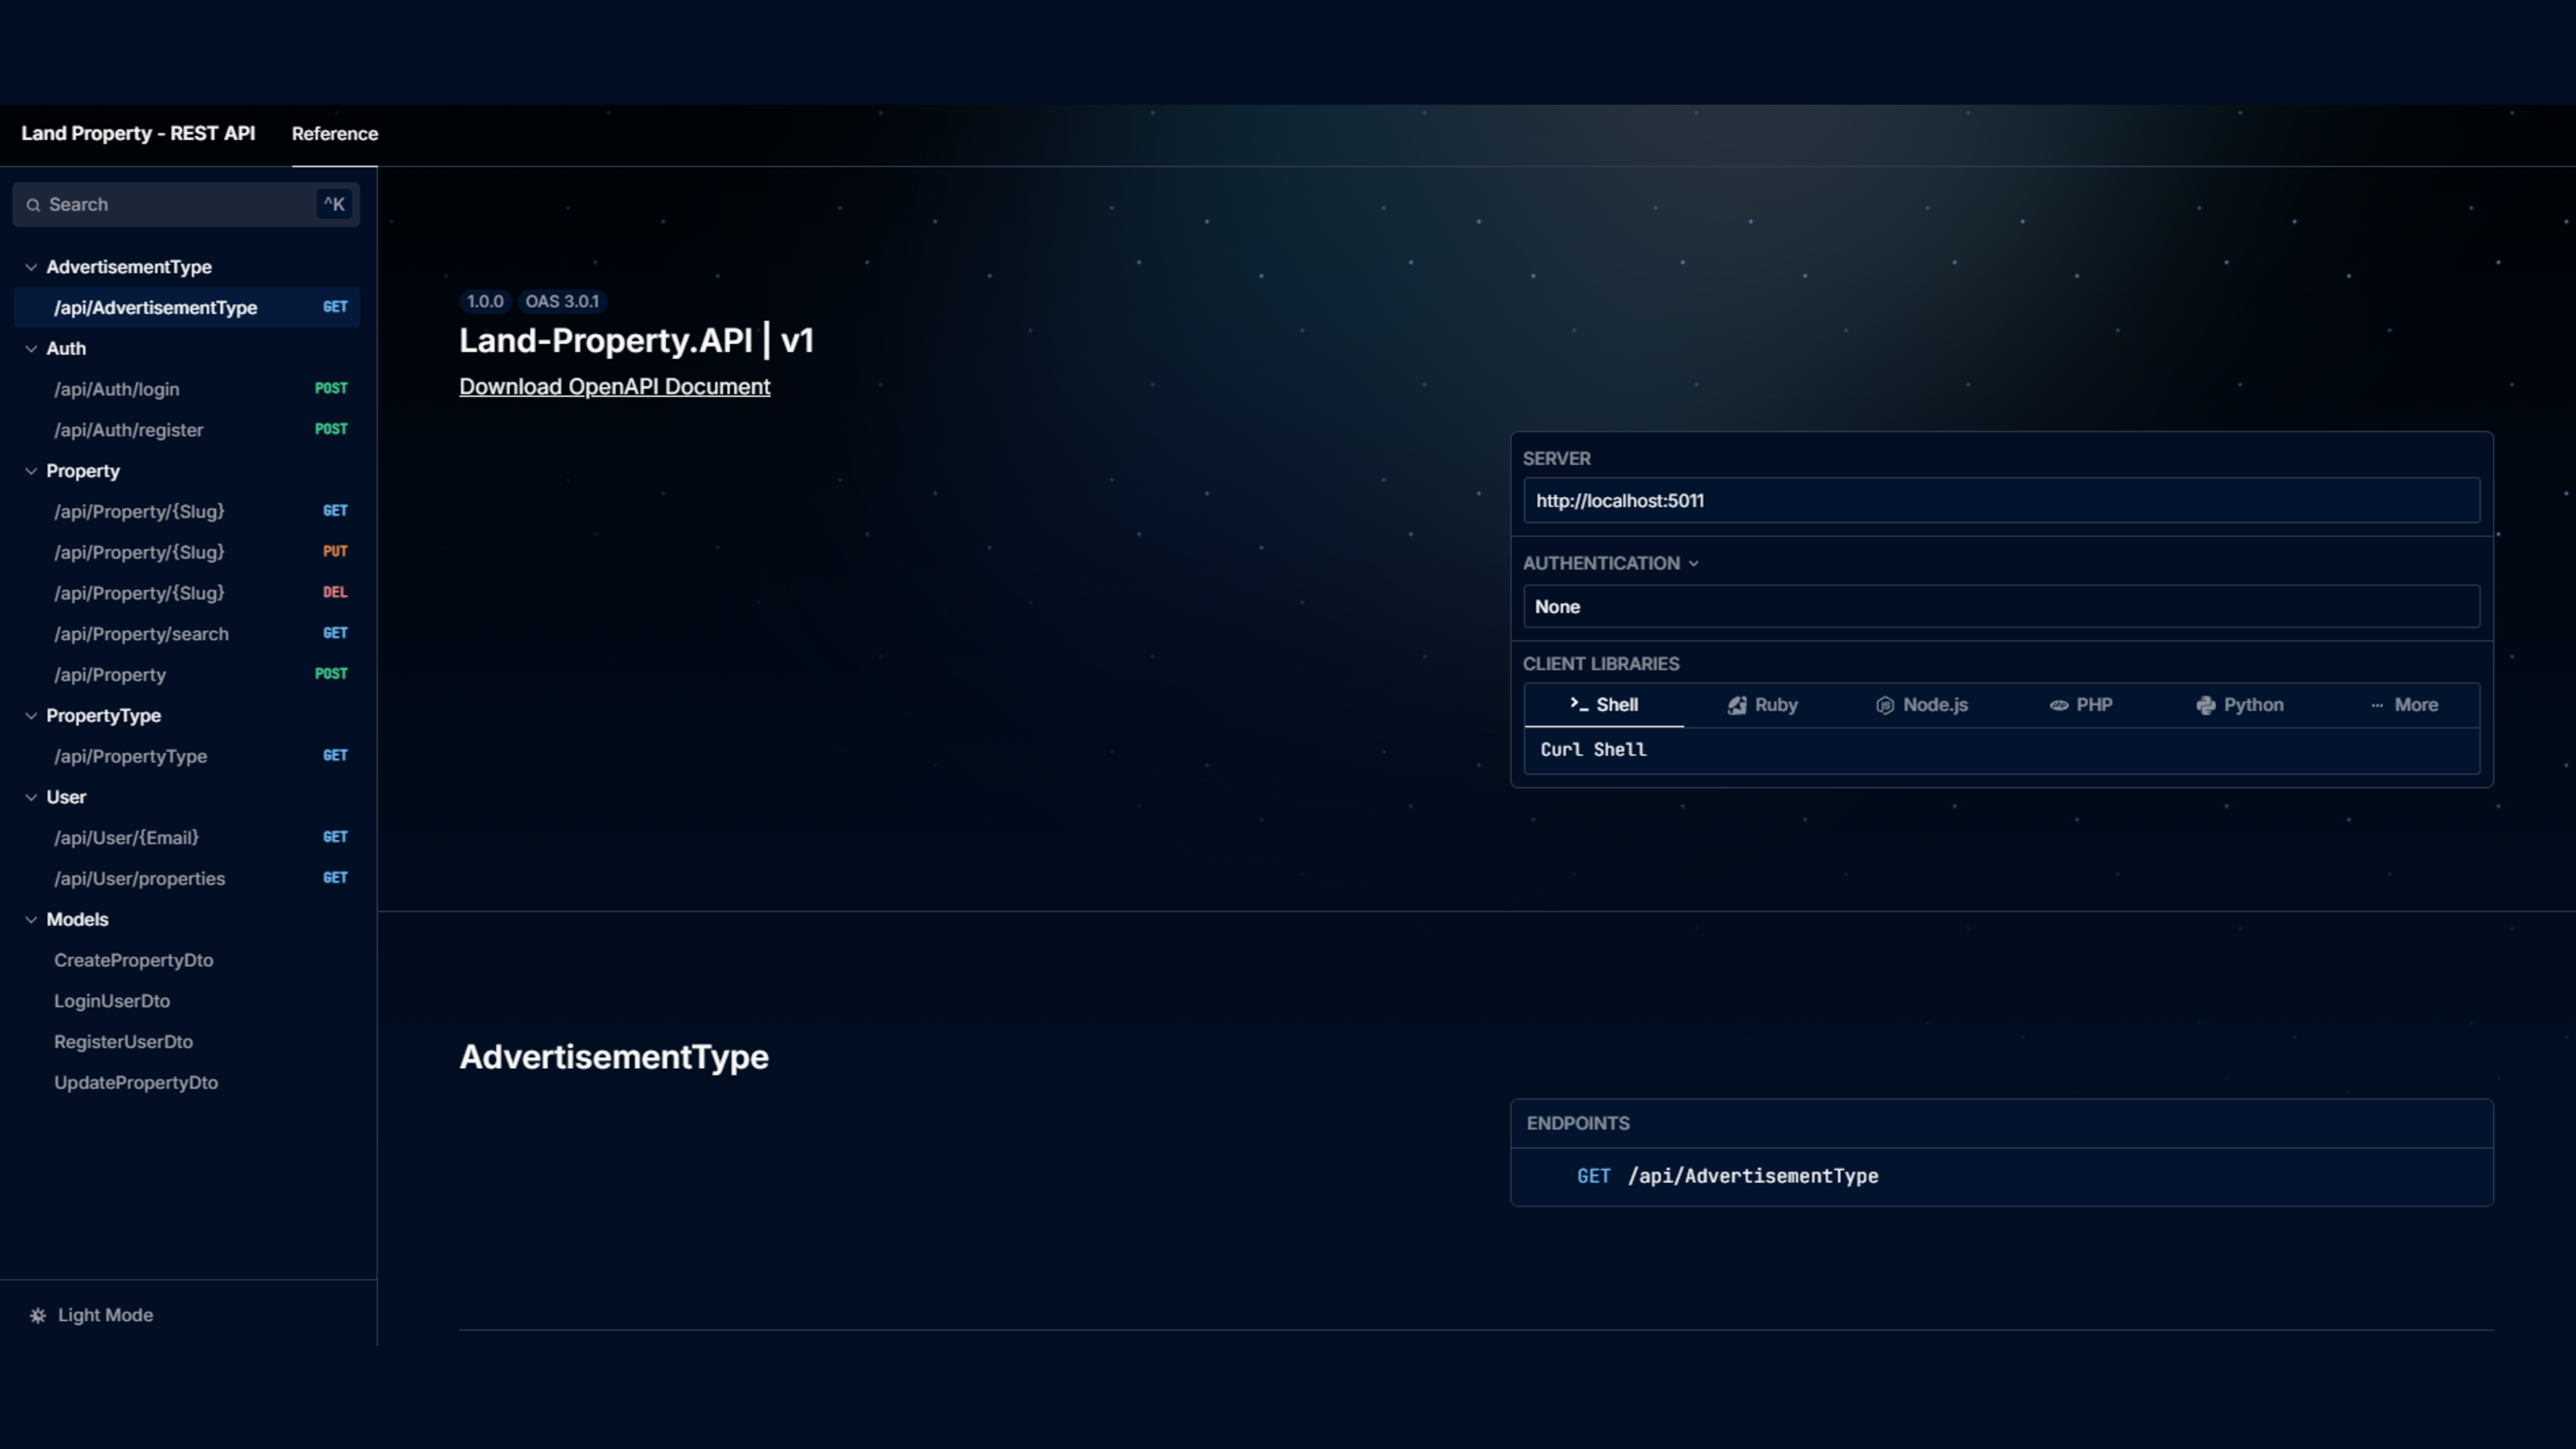 Land Property - REST API Reference
Search ^K
AdvertisementType
/api/AdvertisementType GET
Auth
/api/Auth/login POST
/api/Auth/register POST
Property
/api/Property/{Slug} GET
/api/Property/{Slug} PUT
/api/Property/{Slug} DEL
/api/Property/search GET
/api/Property POST
PropertyType
/api/PropertyType GET
User
/api/User/{Email} GET
/api/User/properties GET
Models
CreatePropertyDto
LoginUserDto
RegisterUserDto
UpdatePropertyDto
Light Mode
1.0.0 OAS 3.0.1
Land-Property.API | v1
Download OpenAPI Document
SERVER
http://localhost:5011
AUTHENTICATION
None
CLIENT LIBRARIES
Shell Ruby Node.js PHP Python ... More
Curl Shell
AdvertisementType
ENDPOINTS
GET /api/AdvertisementType